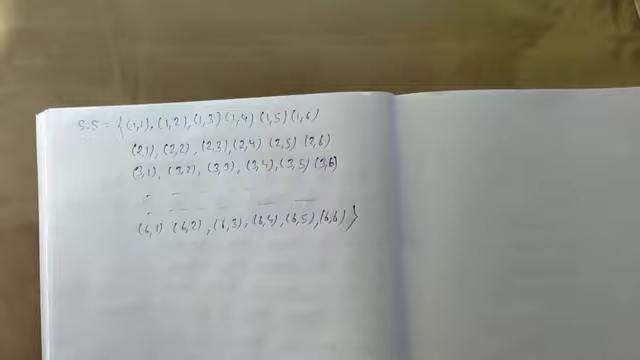 S.S = {(1,1), (1,2), (1,3) (1,4) (1,5) (1,6)
(2,1), (2,2), (2,3), (2,4) (2,5) (2,6)
(3,1), (3,2), (3,3), (3,4), (3,5) (3,6)
. — — — —
. — — — —
(6,1) (6,2), (6,3), (6,4), (6,5), (6,6)}